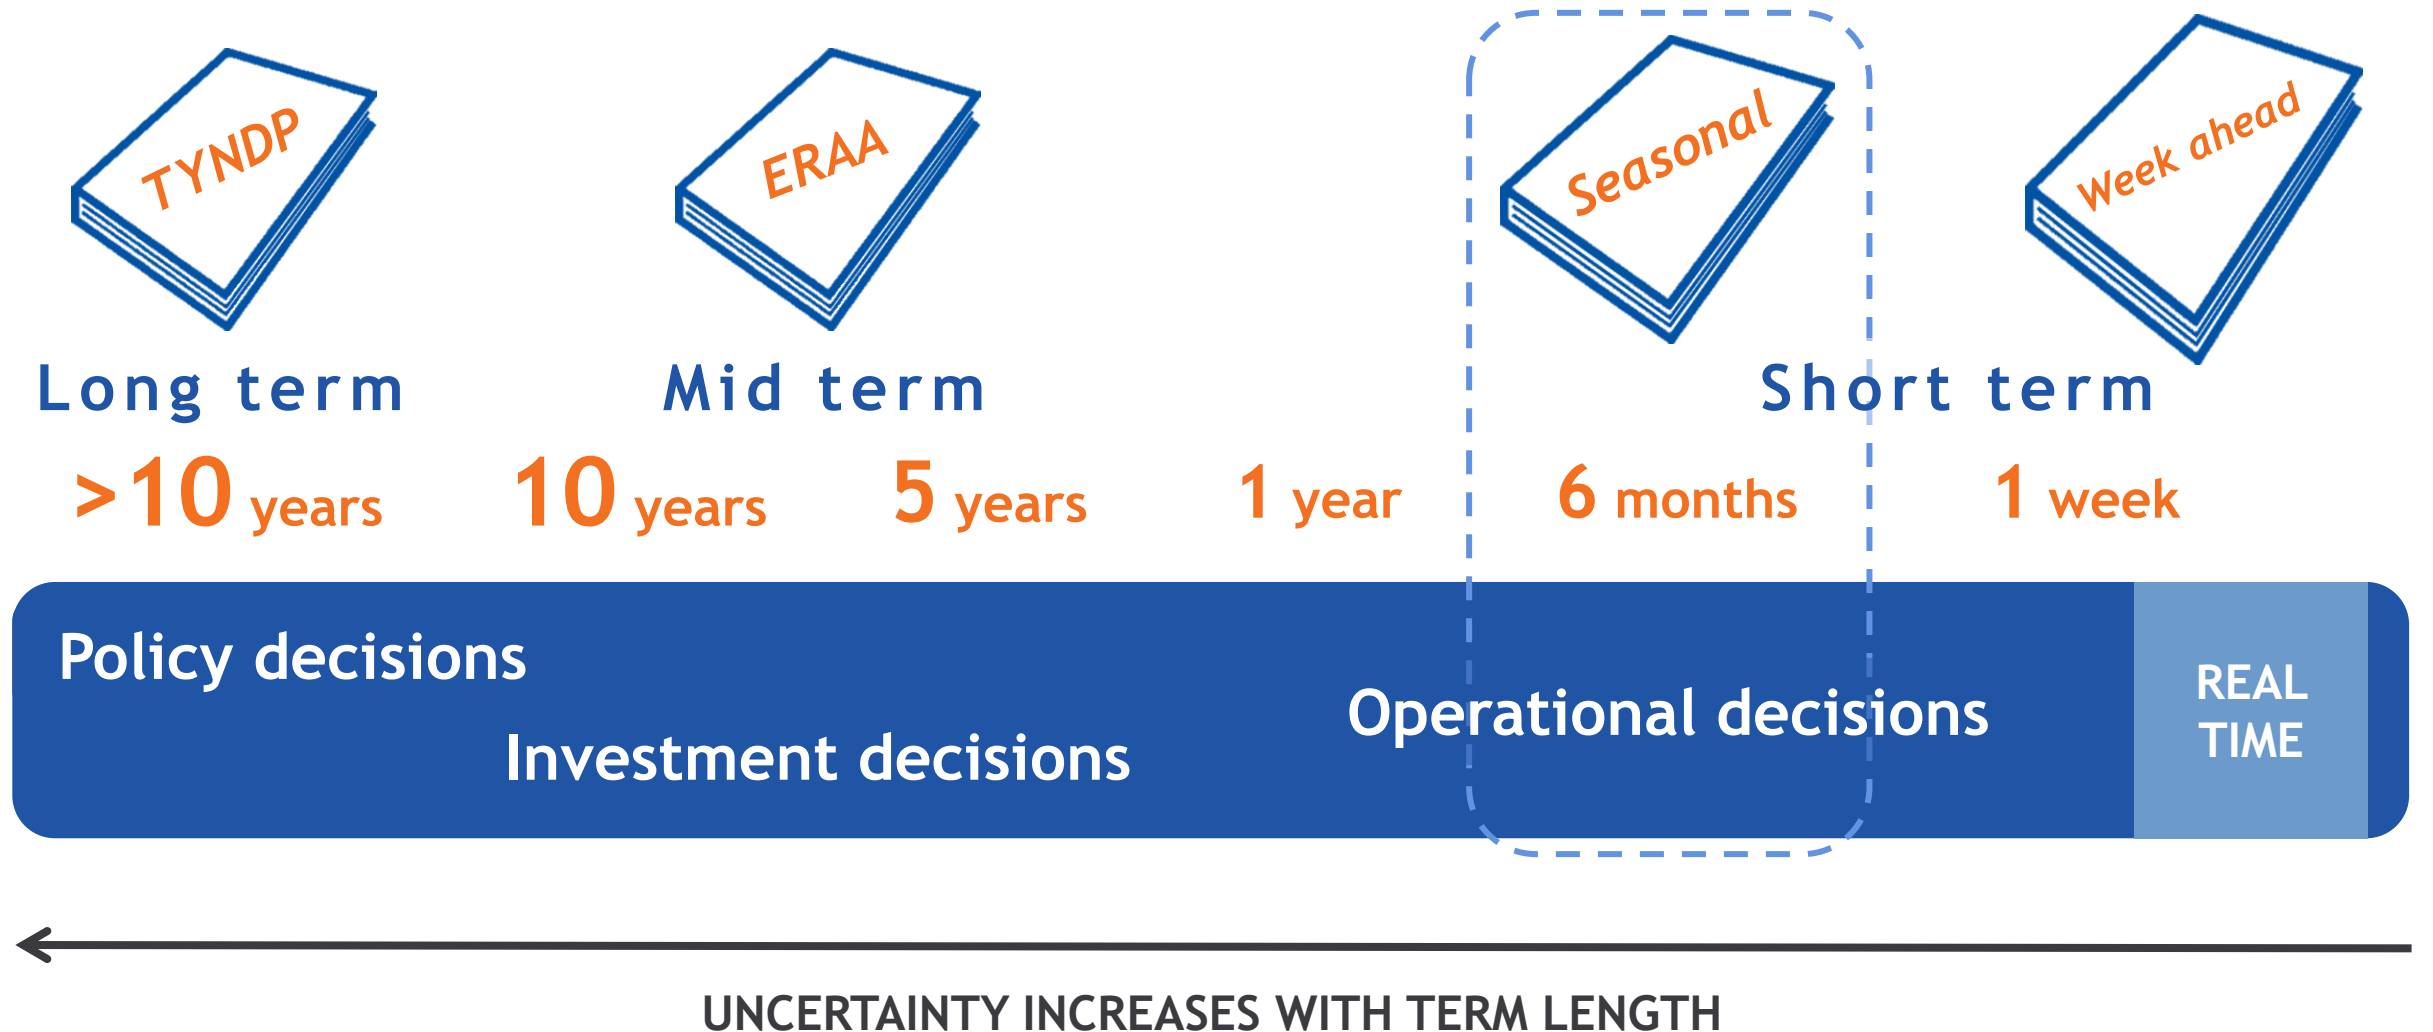 TYNDP
ERAA
Seasonal
Week ahead
Long term
Mid term
Short term
>10 years
10 years
5 years
1 year
6 months
1 week
Policy decisions
Investment decisions
Operational decisions
REAL
TIME
UNCERTAINTY INCREASES WITH TERM LENGTH